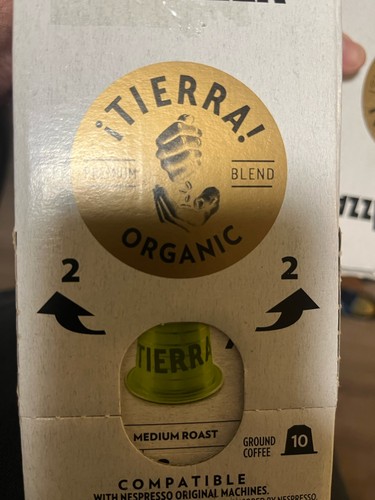 ¡TIERRA!
PREMIUM BLEND
ORGANIC
2 2
TIERRA
MEDIUM ROAST
GROUND
COFFEE 10
COMPATIBLE
WITH NESPRESSO ORIGINAL MACHINES.